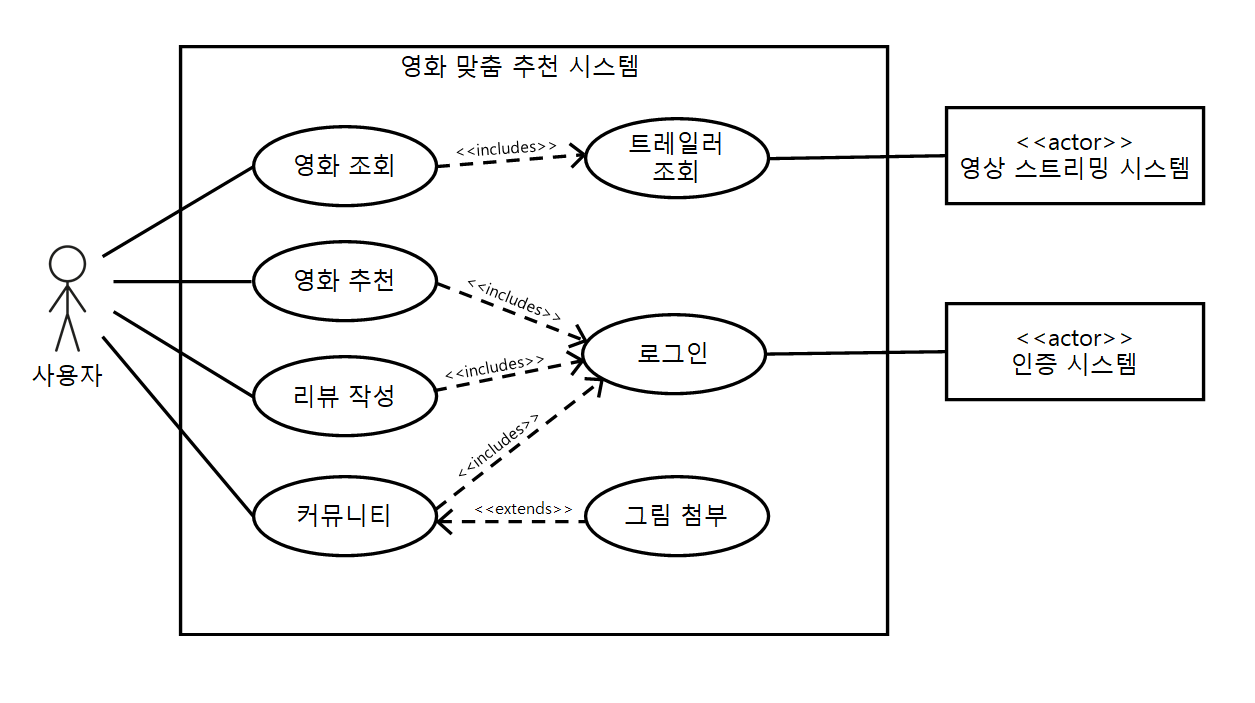 영화 맞춤 추천 시스템
영화 조회
<<includes>>
트레일러
조회
<<actor>>
영상 스트리밍 시스템
영화 추천
<<includes>>
로그인
<<actor>>
인증 시스템
사용자
리뷰 작성
<<includes>>
<<includes>>
커뮤니티
<<extends>>
그림 첨부